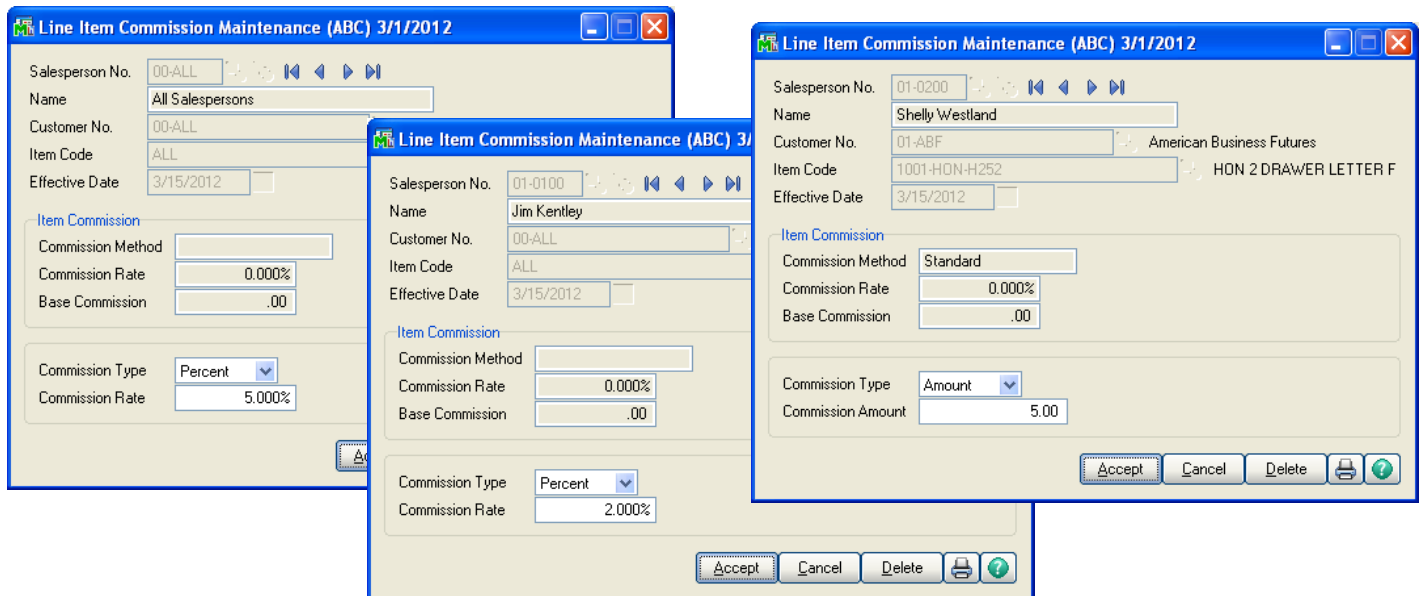 Line Item Commission Maintenance (ABC) 3/1/2012
Salesperson No. 00-ALL
Name All Salespersons
Customer No. 00-ALL
Item Code ALL
Effective Date 3/15/2012
Item Commission
Commission Method
Commission Rate 0.000%
Base Commission .00
Commission Type Percent
Commission Rate 5.000%
Line Item Commission Maintenance (ABC) 3/
Salesperson No. 01-0100
Name Jim Kentley
Customer No. 00-ALL
Item Code ALL
Effective Date 3/15/2012
Item Commission
Commission Method
Commission Rate 0.000%
Base Commission .00
Commission Type Percent
Commission Rate 2.000%
Accept Cancel Delete
Line Item Commission Maintenance (ABC) 3/1/2012
Salesperson No. 01-0200
Name Shelly Westland
Customer No. 01-ABF American Business Futures
Item Code 1001-HON-H252 HON 2 DRAWER LETTER F
Effective Date 3/15/2012
Item Commission
Commission Method Standard
Commission Rate 0.000%
Base Commission .00
Commission Type Amount
Commission Amount 5.00
Accept Cancel Delete